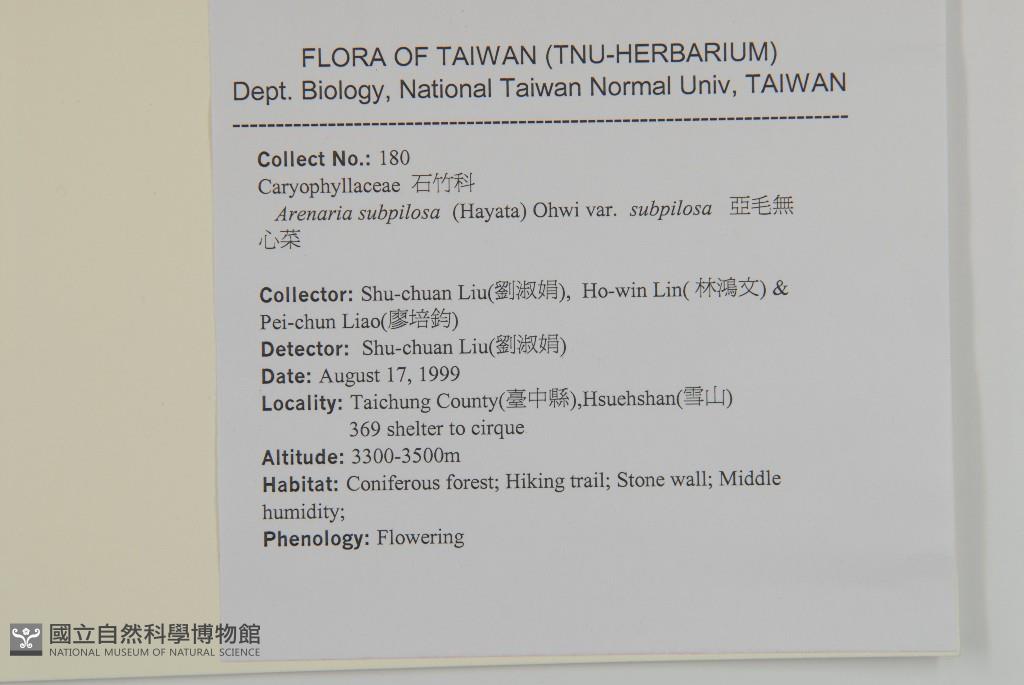 FLORA OF TAIWAN (TNU-HERBARIUM)
Dept. Biology, National Taiwan Normal Univ, TAIWAN
--------------------------------------------------------------------------
Collect No.: 180
Caryophyllaceae 石竹科
Arenaria subpilosa (Hayata) Ohwi var. subpilosa 亞毛無
心菜
Collector: Shu-chuan Liu(劉淑娟), Ho-win Lin( 林鴻文) &
Pei-chun Liao(廖培鈞)
Detector: Shu-chuan Liu(劉淑娟)
Date: August 17, 1999
Locality: Taichung County(臺中縣),Hsuehshan(雪山)
369 shelter to cirque
Altitude: 3300-3500m
Habitat: Coniferous forest; Hiking trail; Stone wall; Middle
humidity;
Phenology: Flowering
國立自然科學博物館
NATIONAL MUSEUM OF NATURAL SCIENCE